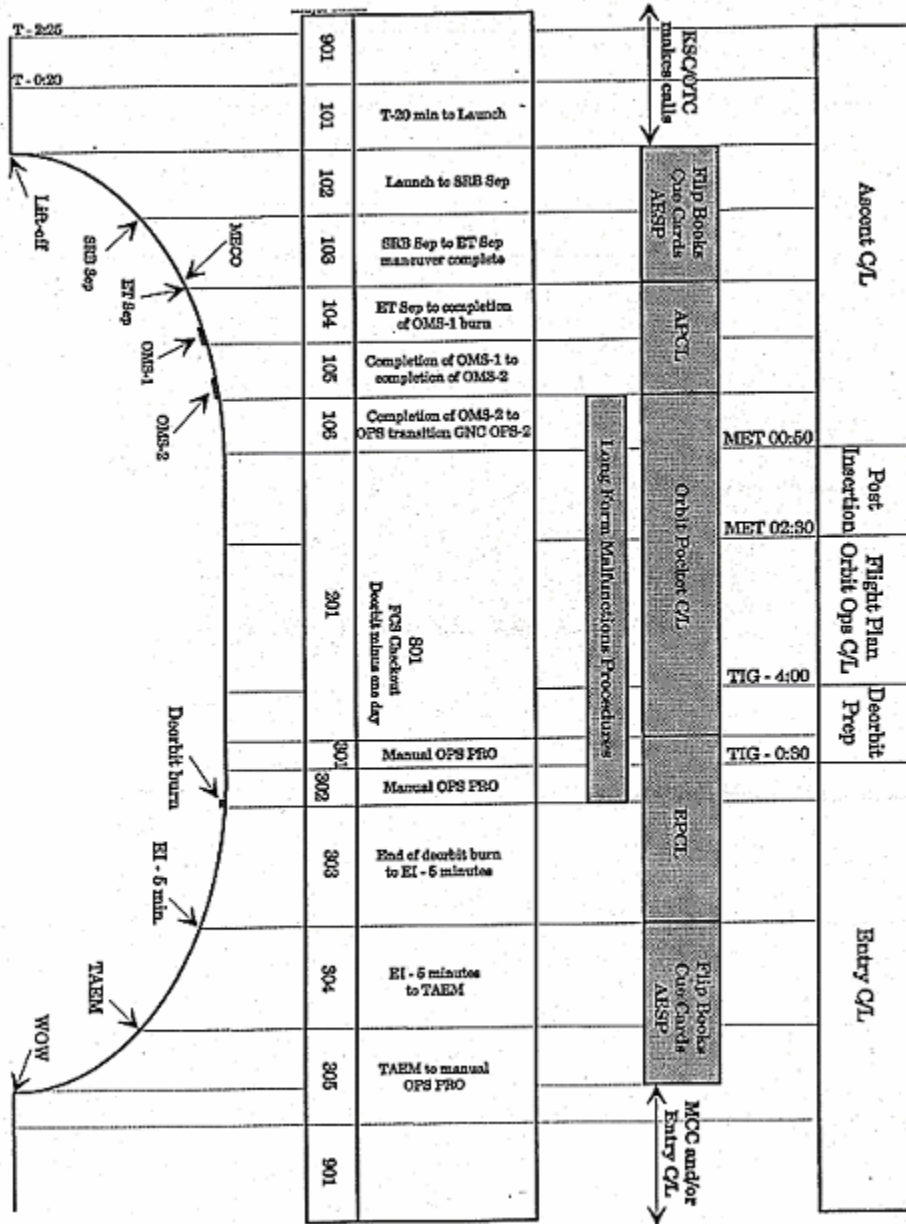 Ascent C/L
Post
Insertion
Flight Plan
Orbit Ops C/L
Deorbit
Prep
Entry C/L
MET 00:50
MET 02:30
TIG - 4:00
TIG - 0:30
KSC/OTC
makes calls
Flip Books
Cue Cards
AESP
APCL
Orbit Pocket C/L
EPCL
Flip Books
Cue Cards
AESP
MCC and/or
Entry C/L
Long Form Malfunctions Procedures
901
101
T-20 min to Launch
102
Launch to SRB Sep
103
SRB Sep to ET Sep
maneuver complete
104
ET Sep to completion
of OMS-1 burn
105
Completion of OMS-1 to
completion of OMS-2
106
Completion of OMS-2 to
OPS transition GNC OPS-2
201
801
FCS Checkout
Deorbit minus one day
301
Manual OPS PRO
302
Manual OPS PRO
303
End of deorbit burn
to EI - 5 minutes
304
EI - 5 minutes
to TAEM
305
TAEM to manual
OPS PRO
901
T - 2:25
T - 0:20
Lift-off
SRB Sep
MECO
ET Sep
OMS-1
OMS-2
Deorbit burn
EI - 5 min.
TAEM
WOW